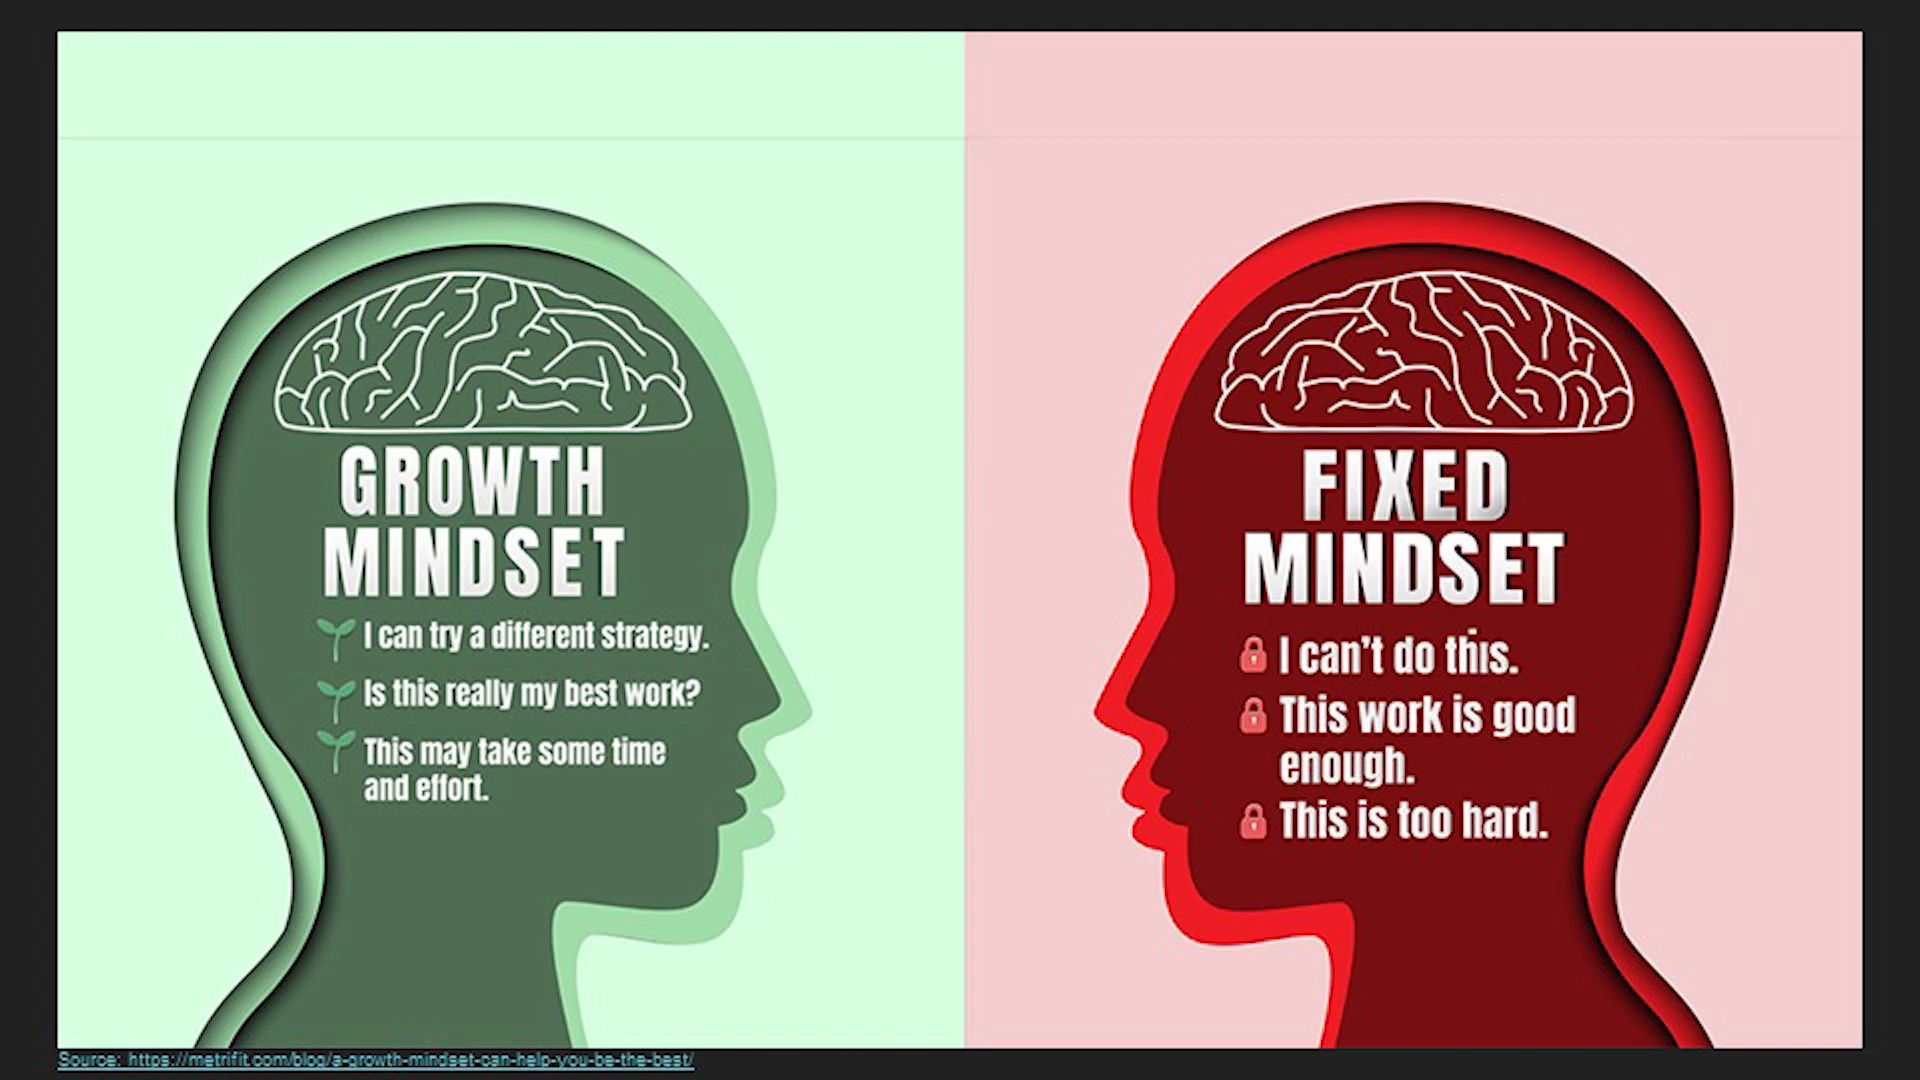 GROWTH
MINDSET
I can try a different strategy.
Is this really my best work?
This may take some time
and effort.
FIXED
MINDSET
I can't do this.
This work is good
enough.
This is too hard.
Source: https://metrifit.com/blog/a-growth-mindset-can-help-you-be-the-best/